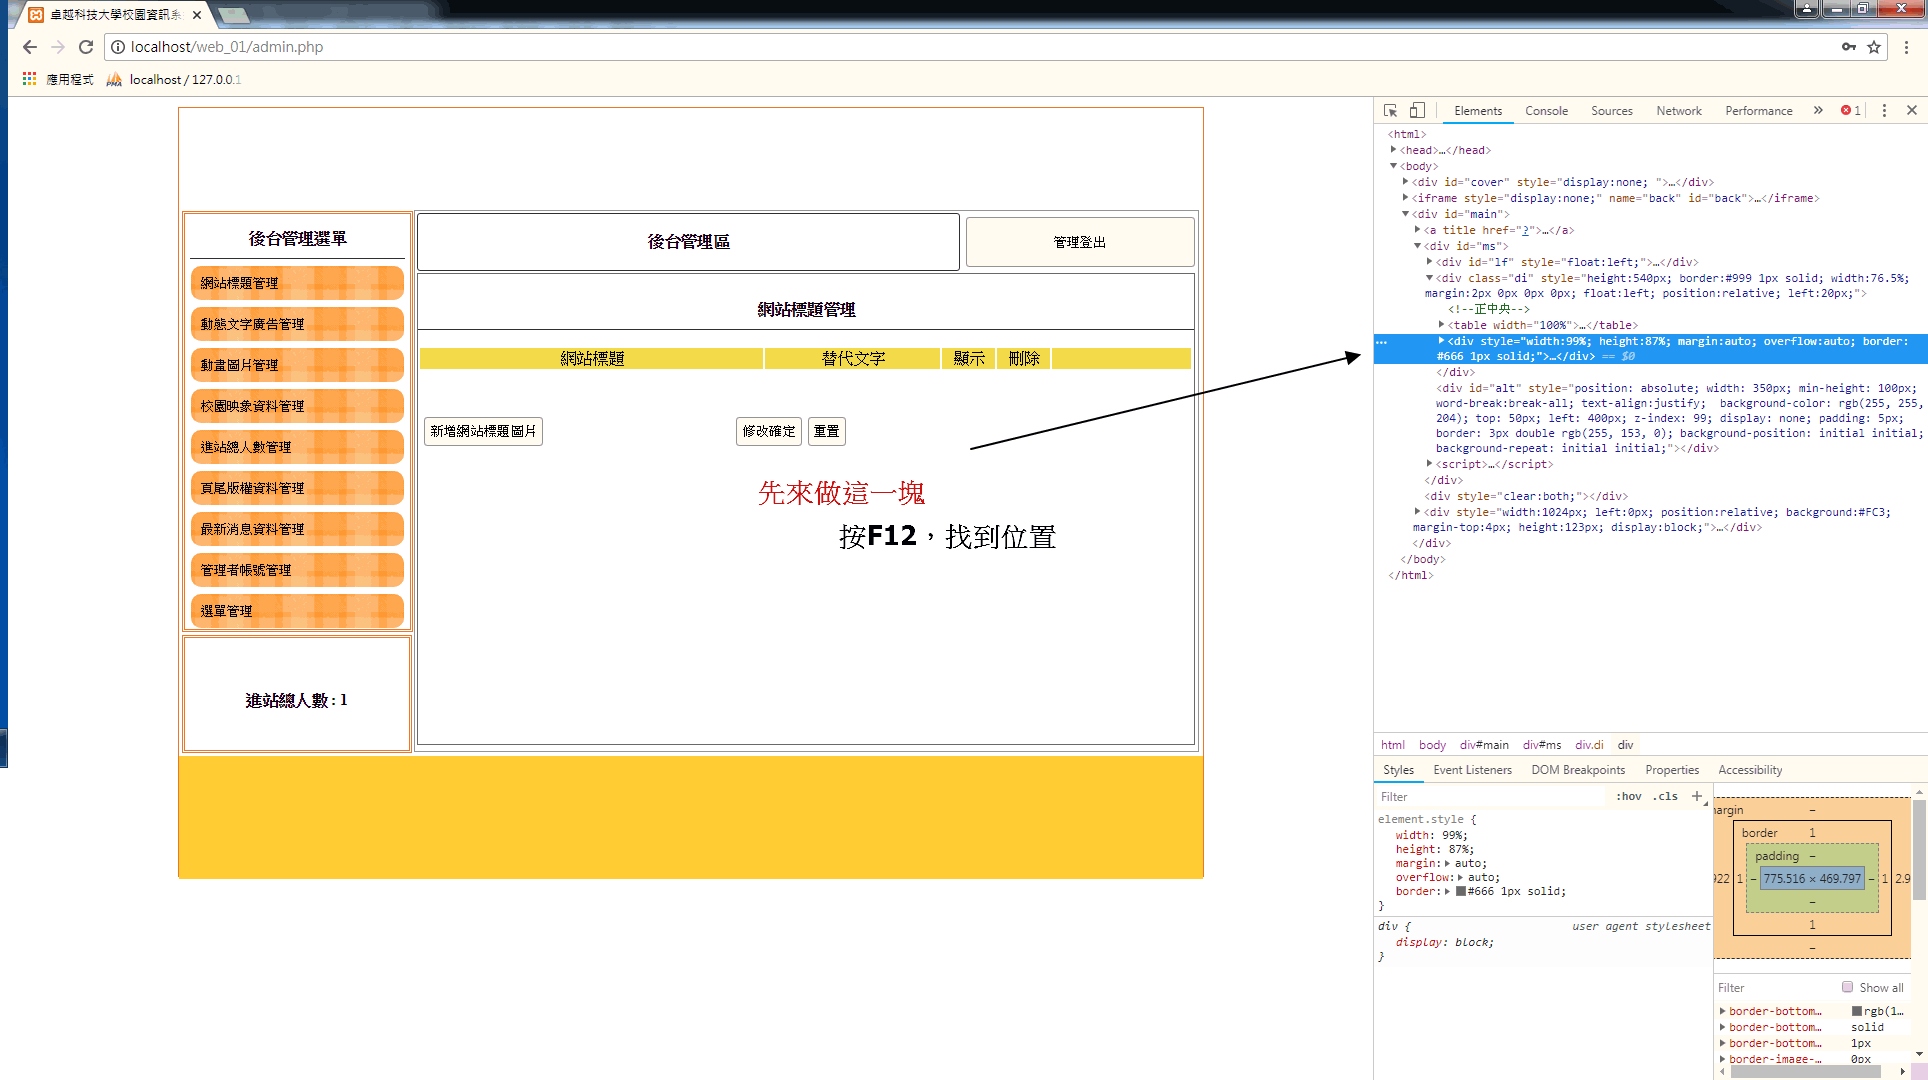 卓越科技大學校園資訊系
localhost/web_01/admin.php
應用程式
localhost / 127.0.0.1
後台管理選單
網站標題管理
動態文字廣告管理
動畫圖片管理
校園映象資料管理
進站總人數管理
頁尾版權資料管理
最新消息資料管理
管理者帳號管理
選單管理
進站總人數 : 1
後台管理區
管理登出
網站標題管理
網站標題 替代文字 顯示 刪除
新增網站標題圖片 修改確定 重置
先來做這一塊
按F12，找到位置
Elements Console Sources Network Performance » 1
<html>
<head>…</head>
<body>
<div id="cover" style="display:none; ">…</div>
<iframe style="display:none;" name="back" id="back">…</iframe>
<div id="main">
<a title href="?">…</a>
<div id="ms">
<div id="lf" style="float:left;">…</div>
<div class="di" style="height:540px; border:#999 1px solid; width:76.5%;
margin:2px 0px 0px 0px; float:left; position:relative; left:20px;">
<!--正中央-->
<table width="100%">…</table>
<div style="width:99%; height:87%; margin:auto; overflow:auto; border:
#666 1px solid;">…</div> == $0
</div>
<div id="alt" style="position: absolute; width: 350px; min-height: 100px;
word-break:break-all; text-align:justify;  background-color: rgb(255, 255,
204); top: 50px; left: 400px; z-index: 99; display: none; padding: 5px;
border: 3px double rgb(255, 153, 0); background-position: initial initial;
background-repeat: initial initial;"></div>
<script>…</script>
</div>
<div style="clear:both;"></div>
<div style="width:1024px; left:0px; position:relative; background:#FC3;
margin-top:4px; height:123px; display:block;">…</div>
</div>
</body>
</html>
html body div#main div#ms div.di div
Styles Event Listeners DOM Breakpoints Properties Accessibility
Filter :hov .cls +
element.style {
width: 99%;
height: 87%;
margin: auto;
overflow: auto;
border: #666 1px solid;
}
div { user agent stylesheet
display: block;
}
argin –
border 1
padding –
922 1 – 775.516 × 469.797 – 1 2.9
–
1
–
Filter Show all
border-bottom… rgb(1…
border-bottom… solid
border-bottom… 1px
border-image-… 0px